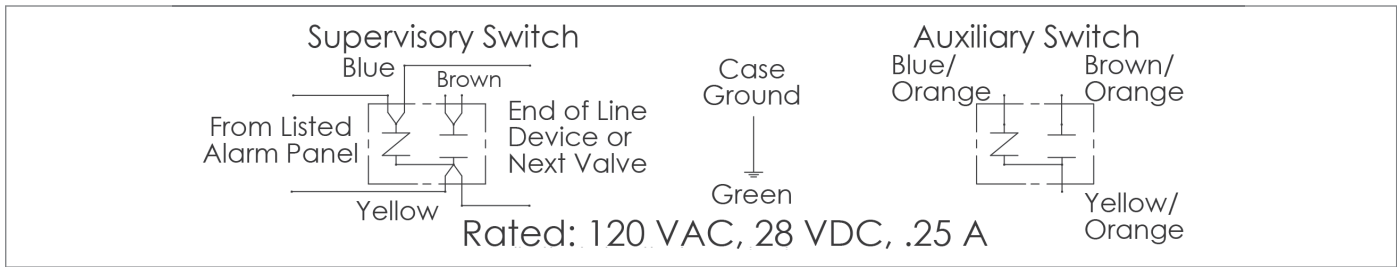 Supervisory Switch
Blue
Brown
From Listed
Alarm Panel
End of Line
Device or
Next Valve
Yellow
Case
Ground
Green
Auxiliary Switch
Blue/
Orange
Brown/
Orange
Yellow/
Orange
Rated: 120 VAC, 28 VDC, .25 A